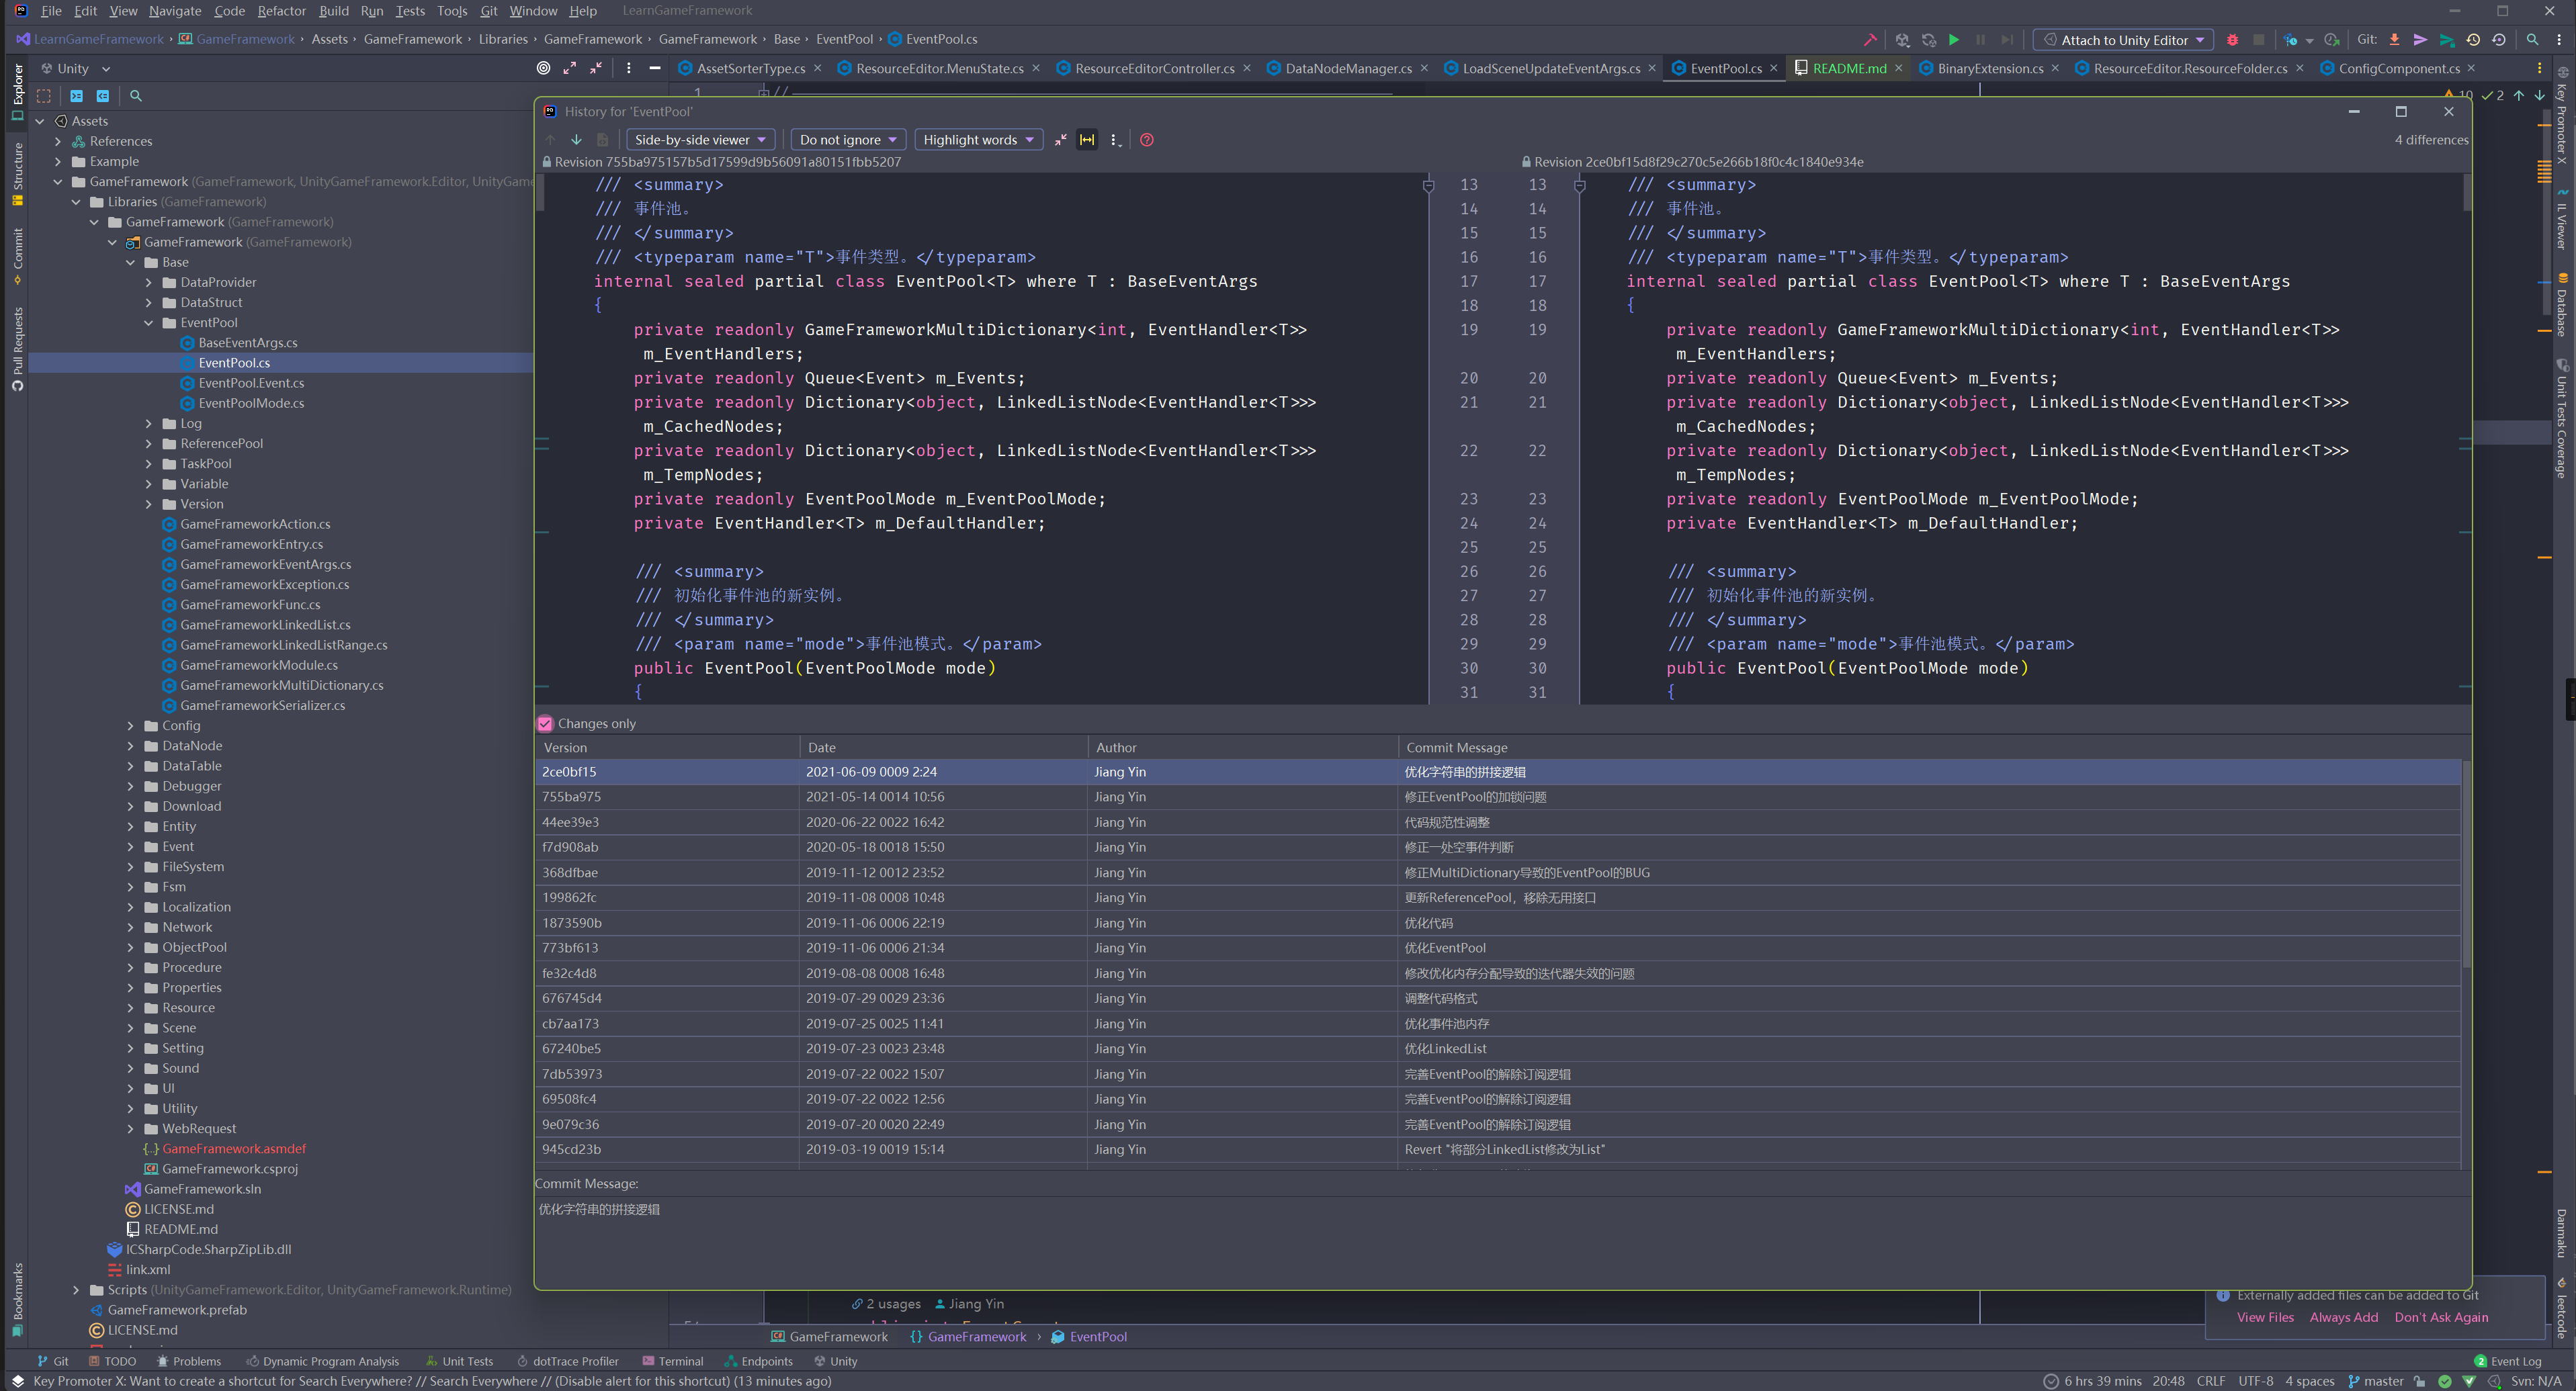 File Edit View Navigate Code Refactor Build Run Tests Tools Git Window Help LearnGameFramework
LearnGameFramework › GameFramework › Assets › GameFramework › Libraries › GameFramework › GameFramework › Base › EventPool › EventPool.cs
Attach to Unity Editor
Git:
Unity
AssetSorterType.cs
ResourceEditor.MenuState.cs
ResourceEditorController.cs
DataNodeManager.cs
LoadSceneUpdateEventArgs.cs
EventPool.cs
README.md
BinaryExtension.cs
ResourceEditor.ResourceFolder.cs
ConfigComponent.cs
Explorer
Structure
Commit
Pull Requests
Bookmarks
Assets
References
Example
GameFramework (GameFramework, UnityGameFramework.Editor, UnityGame
Libraries (GameFramework)
GameFramework (GameFramework)
GameFramework (GameFramework)
Base
DataProvider
DataStruct
EventPool
BaseEventArgs.cs
EventPool.cs
EventPool.Event.cs
EventPoolMode.cs
Log
ReferencePool
TaskPool
Variable
Version
GameFrameworkAction.cs
GameFrameworkEntry.cs
GameFrameworkEventArgs.cs
GameFrameworkException.cs
GameFrameworkFunc.cs
GameFrameworkLinkedList.cs
GameFrameworkLinkedListRange.cs
GameFrameworkModule.cs
GameFrameworkMultiDictionary.cs
GameFrameworkSerializer.cs
Config
DataNode
DataTable
Debugger
Download
Entity
Event
FileSystem
Fsm
Localization
Network
ObjectPool
Procedure
Properties
Resource
Scene
Setting
Sound
UI
Utility
WebRequest
GameFramework.asmdef
GameFramework.csproj
GameFramework.sln
LICENSE.md
README.md
ICSharpCode.SharpZipLib.dll
link.xml
Scripts (UnityGameFramework.Editor, UnityGameFramework.Runtime)
GameFramework.prefab
LICENSE.md
1 //
10 2
History for 'EventPool'
Side-by-side viewer Do not ignore Highlight words
4 differences
Revision 755ba975157b5d17599d9b56091a80151fbb5207
Revision 2ce0bf15d8f29c270c5e266b18f0c4c1840e934e
/// <summary> 13 13 /// <summary>
/// 事件池。 14 14 /// 事件池。
/// </summary> 15 15 /// </summary>
/// <typeparam name="T">事件类型。</typeparam> 16 16 /// <typeparam name="T">事件类型。</typeparam>
internal sealed partial class EventPool<T> where T : BaseEventArgs 17 17 internal sealed partial class EventPool<T> where T : BaseEventArgs
{ 18 18 {
private readonly GameFrameworkMultiDictionary<int, EventHandler<T>> 19 19 private readonly GameFrameworkMultiDictionary<int, EventHandler<T>>
m_EventHandlers; m_EventHandlers;
private readonly Queue<Event> m_Events; 20 20 private readonly Queue<Event> m_Events;
private readonly Dictionary<object, LinkedListNode<EventHandler<T>>> 21 21 private readonly Dictionary<object, LinkedListNode<EventHandler<T>>>
m_CachedNodes; m_CachedNodes;
private readonly Dictionary<object, LinkedListNode<EventHandler<T>>> 22 22 private readonly Dictionary<object, LinkedListNode<EventHandler<T>>>
m_TempNodes; m_TempNodes;
private readonly EventPoolMode m_EventPoolMode; 23 23 private readonly EventPoolMode m_EventPoolMode;
private EventHandler<T> m_DefaultHandler; 24 24 private EventHandler<T> m_DefaultHandler;
25 25
/// <summary> 26 26 /// <summary>
/// 初始化事件池的新实例。 27 27 /// 初始化事件池的新实例。
/// </summary> 28 28 /// </summary>
/// <param name="mode">事件池模式。</param> 29 29 /// <param name="mode">事件池模式。</param>
public EventPool(EventPoolMode mode) 30 30 public EventPool(EventPoolMode mode)
{ 31 31 {
Changes only
Version Date Author Commit Message
2ce0bf15 2021-06-09 0009 2:24 Jiang Yin 优化字符串的拼接逻辑
755ba975 2021-05-14 0014 10:56 Jiang Yin 修正EventPool的加锁问题
44ee39e3 2020-06-22 0022 16:42 Jiang Yin 代码规范性调整
f7d908ab 2020-05-18 0018 15:50 Jiang Yin 修正一处空事件判断
368dfbae 2019-11-12 0012 23:52 Jiang Yin 修正MultiDictionary导致的EventPool的BUG
199862fc 2019-11-08 0008 10:48 Jiang Yin 更新ReferencePool，移除无用接口
1873590b 2019-11-06 0006 22:19 Jiang Yin 优化代码
773bf613 2019-11-06 0006 21:34 Jiang Yin 优化EventPool
fe32c4d8 2019-08-08 0008 16:48 Jiang Yin 修改优化内存分配导致的迭代器失效的问题
676745d4 2019-07-29 0029 23:36 Jiang Yin 调整代码格式
cb7aa173 2019-07-25 0025 11:41 Jiang Yin 优化事件池内存
67240be5 2019-07-23 0023 23:48 Jiang Yin 优化LinkedList
7db53973 2019-07-22 0022 15:07 Jiang Yin 完善EventPool的解除订阅逻辑
69508fc4 2019-07-22 0022 12:56 Jiang Yin 完善EventPool的解除订阅逻辑
9e079c36 2019-07-20 0020 22:49 Jiang Yin 完善EventPool的解除订阅逻辑
945cd23b 2019-03-19 0019 15:14 Jiang Yin Revert "将部分LinkedList修改为List"
Commit Message:
优化字符串的拼接逻辑
2 usages Jiang Yin
GameFramework {} GameFramework › EventPool
Externally added files can be added to Git
View Files Always Add Don't Ask Again
Key Promoter X
IL Viewer
Database
Unit Tests Coverage
Danmaku
leetcode
Git TODO Problems Dynamic Program Analysis Unit Tests dotTrace Profiler Terminal Endpoints Unity
2 Event Log
Key Promoter X: Want to create a shortcut for Search Everywhere? // Search Everywhere // (Disable alert for this shortcut) (13 minutes ago)
6 hrs 39 mins 20:48 CRLF UTF-8 4 spaces master Svn: N/A